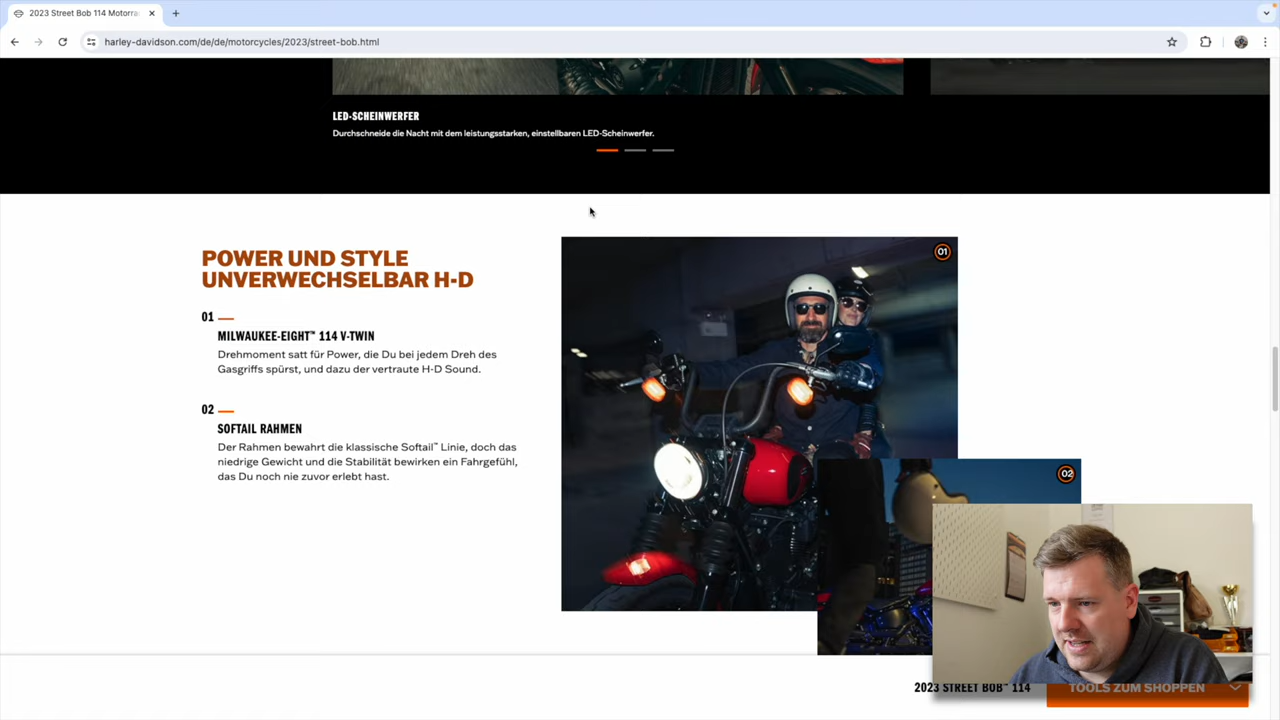 2023 Street Bob 114 Motorra
harley-davidson.com/de/de/motorcycles/2023/street-bob.html
LED-SCHEINWERFER
Durchschneide die Nacht mit dem leistungsstarken, einstellbaren LED-Scheinwerfer.
POWER UND STYLE
UNVERWECHSELBAR H-D
01
MILWAUKEE-EIGHT™ 114 V-TWIN
Drehmoment satt für Power, die Du bei jedem Dreh des
Gasgriffs spürst, und dazu der vertraute H-D Sound.
02
SOFTAIL RAHMEN
Der Rahmen bewahrt die klassische Softail™ Linie, doch das
niedrige Gewicht und die Stabilität bewirken ein Fahrgefühl,
das Du noch nie zuvor erlebt hast.
01
02
2023 STREET BOB™ 114
TOOLS ZUM SHOPPEN